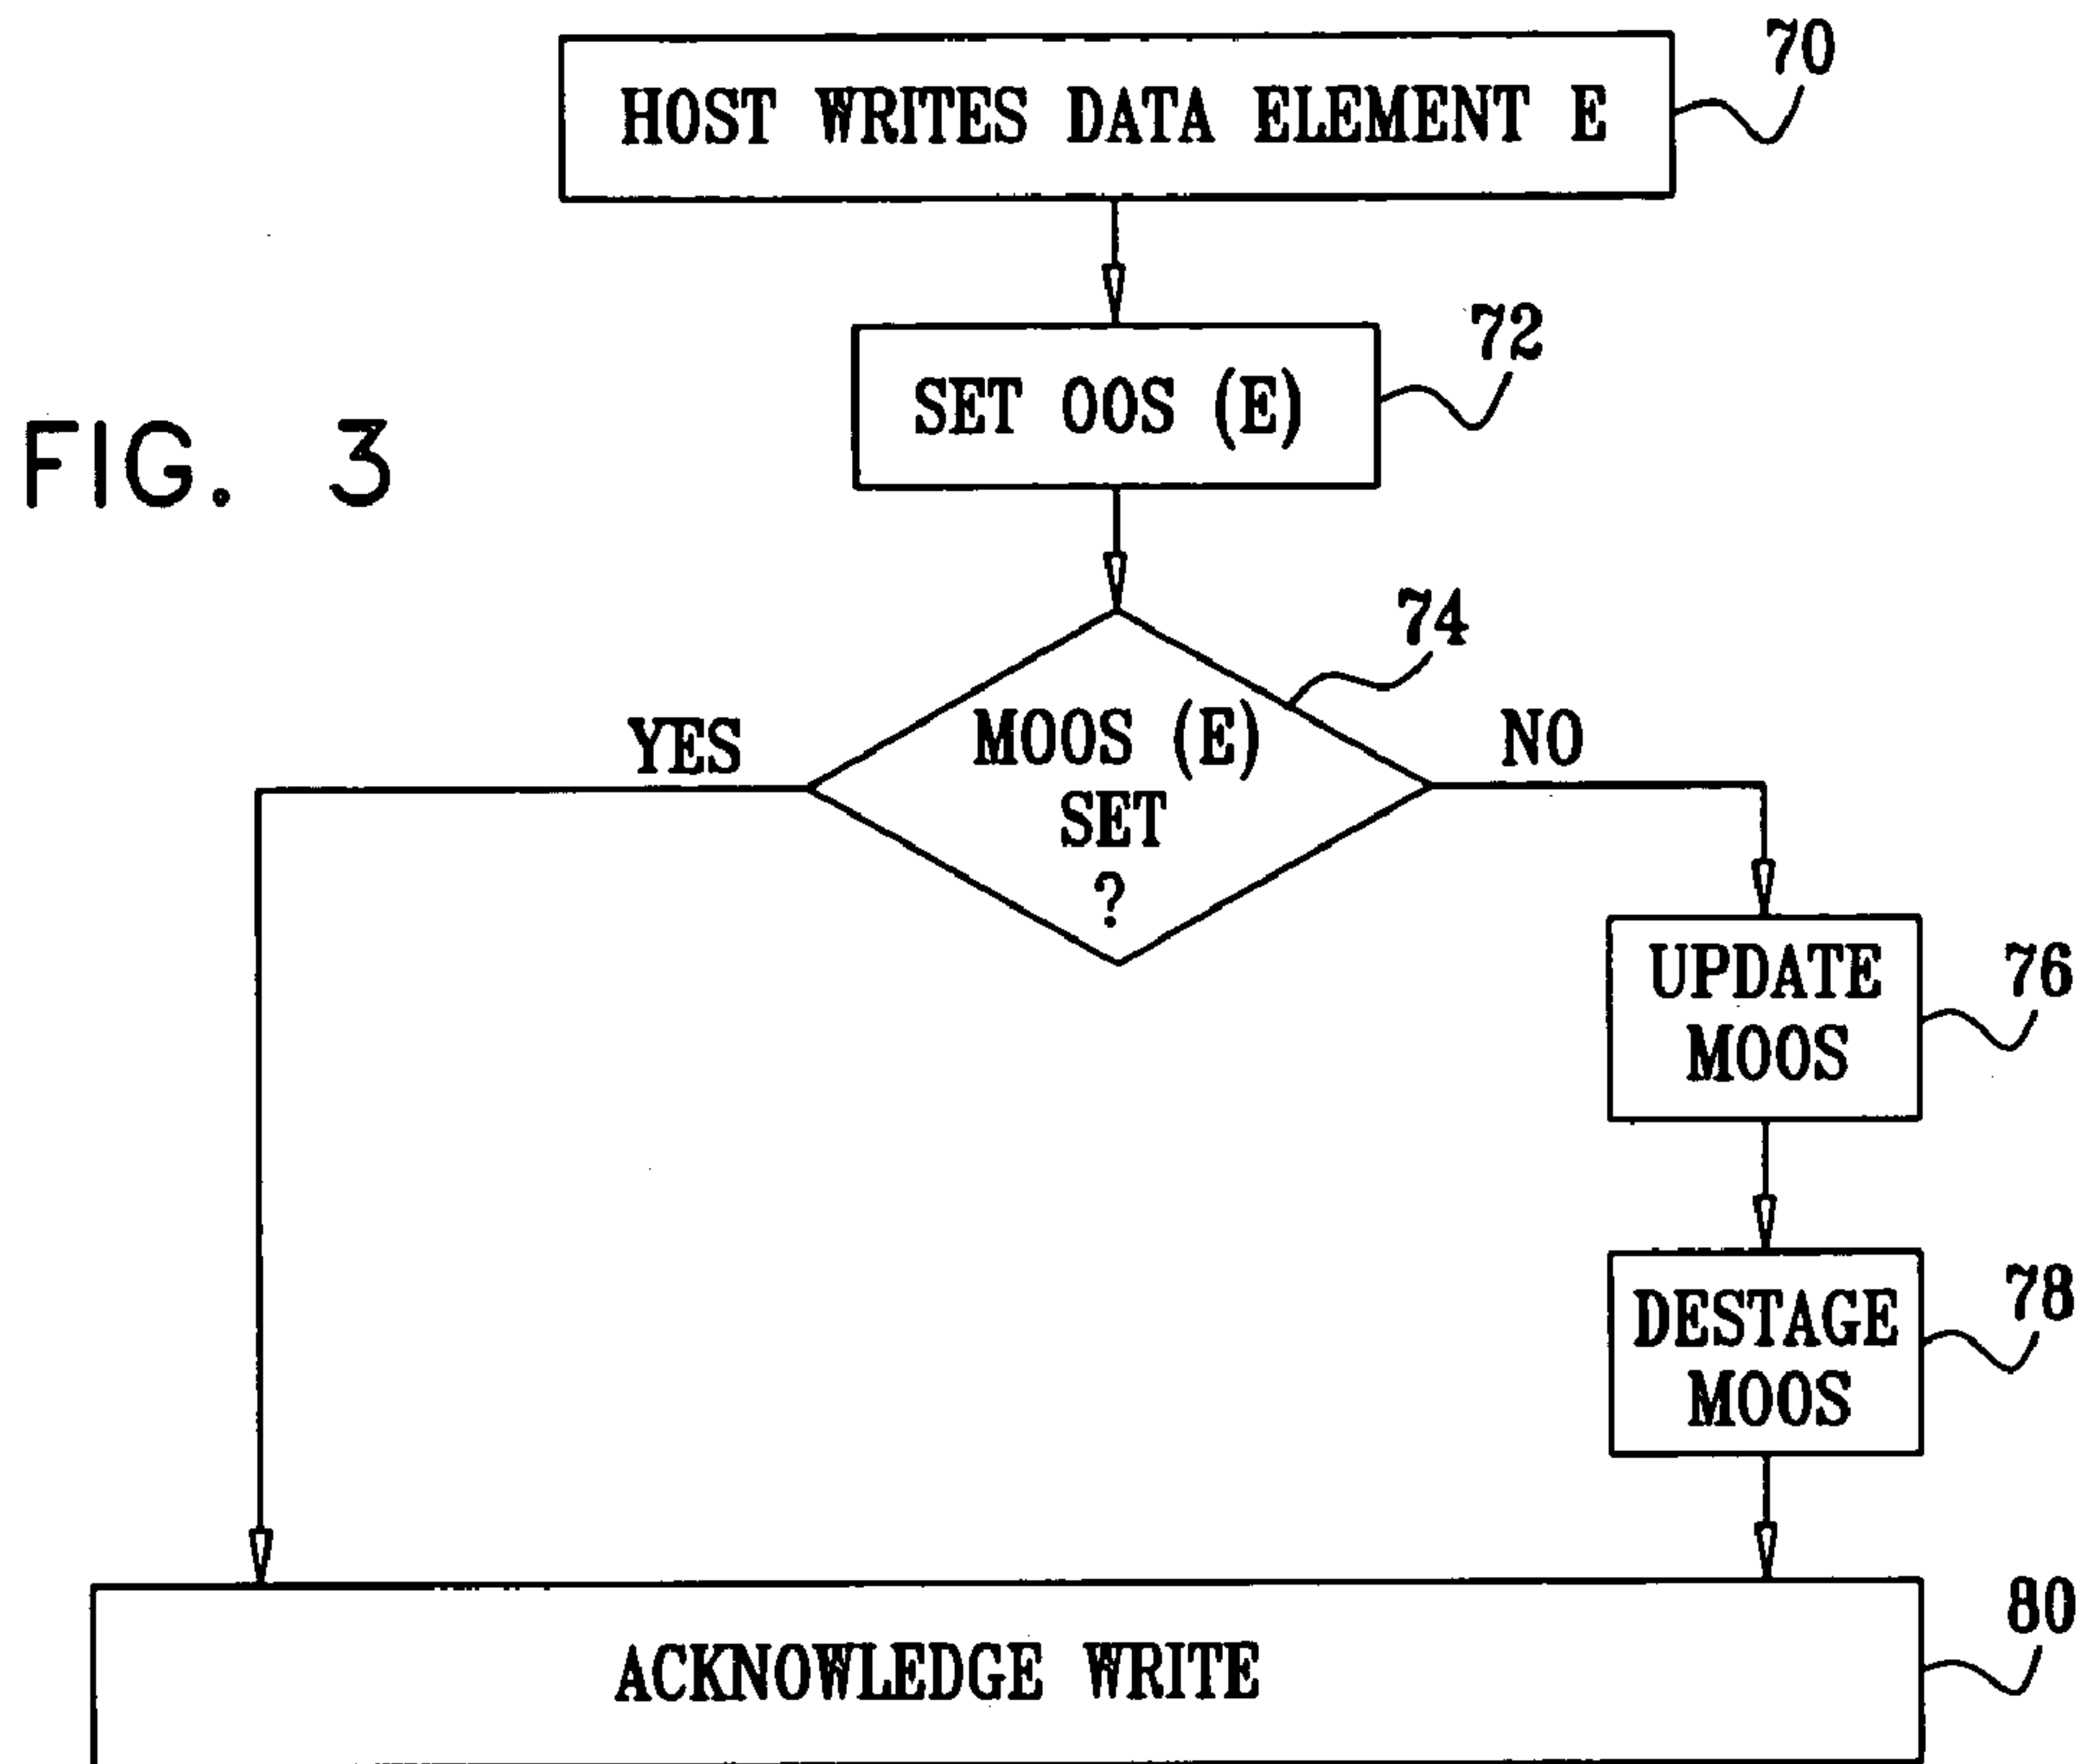 HOST WRITES DATA ELEMENT E
70
SET OOS (E)
72
FIG. 3
74
MOOS (E)
SET
?
YES
NO
UPDATE
MOOS
76
DESTAGE
MOOS
78
ACKNOWLEDGE WRITE
80